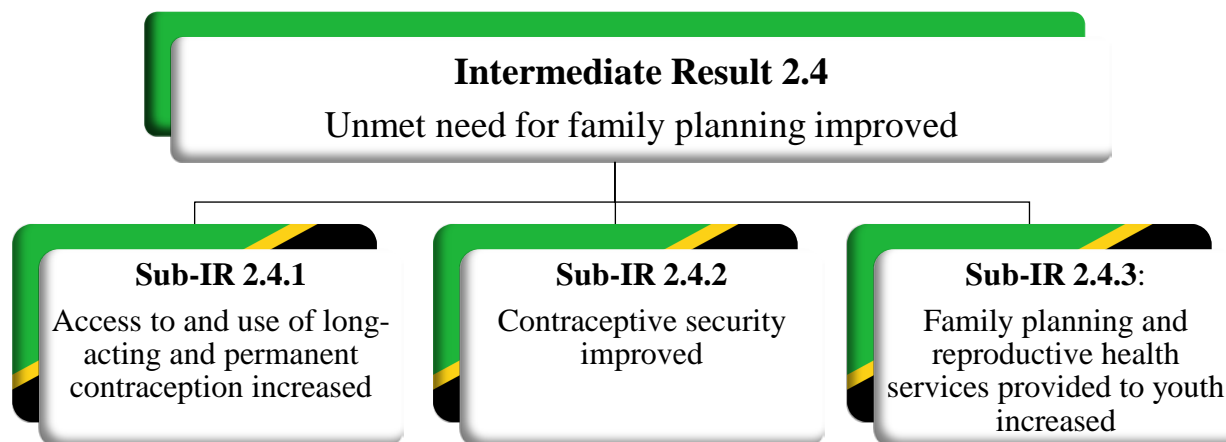 Intermediate Result 2.4
Unmet need for family planning improved
Sub-IR 2.4.1
Access to and use of long-
acting and permanent
contraception increased
Sub-IR 2.4.2
Contraceptive security
improved
Sub-IR 2.4.3:
Family planning and
reproductive health
services provided to youth
increased